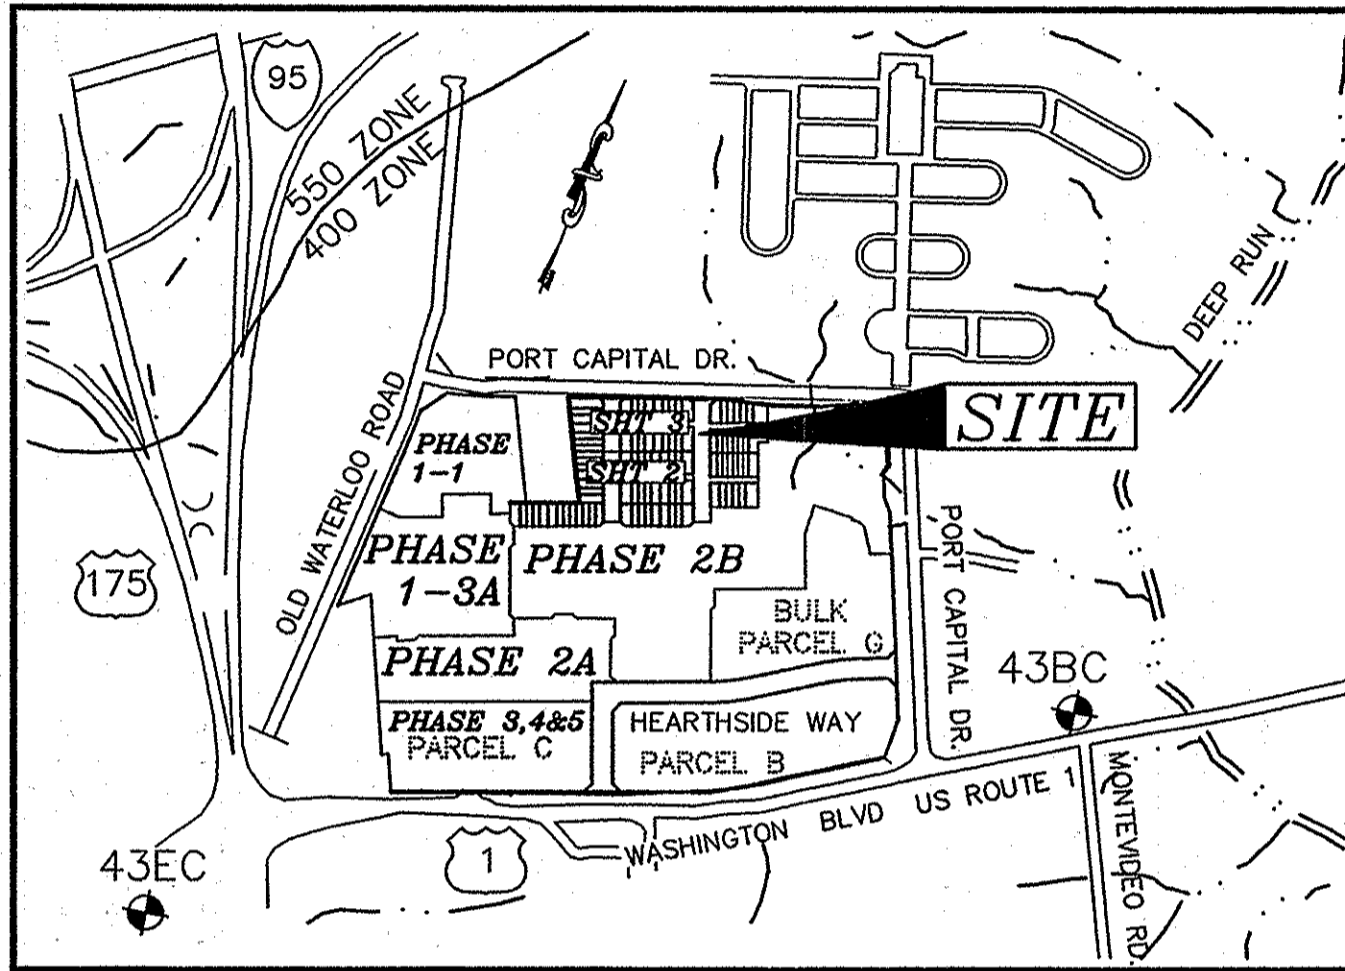 95
550 ZONE
400 ZONE
DEEP RUN
PORT CAPITAL DR.
SITE
OLD WATERLOO ROAD
PHASE
1-1
SHT 3
SHT 2
175
PHASE
1-3A
PHASE 2B
PORT CAPITAL DR.
BULK
PARCEL G
PHASE 2A
43BC
PHASE 3,4&5
PARCEL C
HEARTHSIDE WAY
PARCEL B
WASHINGTON BLVD US ROUTE 1
MONTEVIDEO RD.
1
43EC